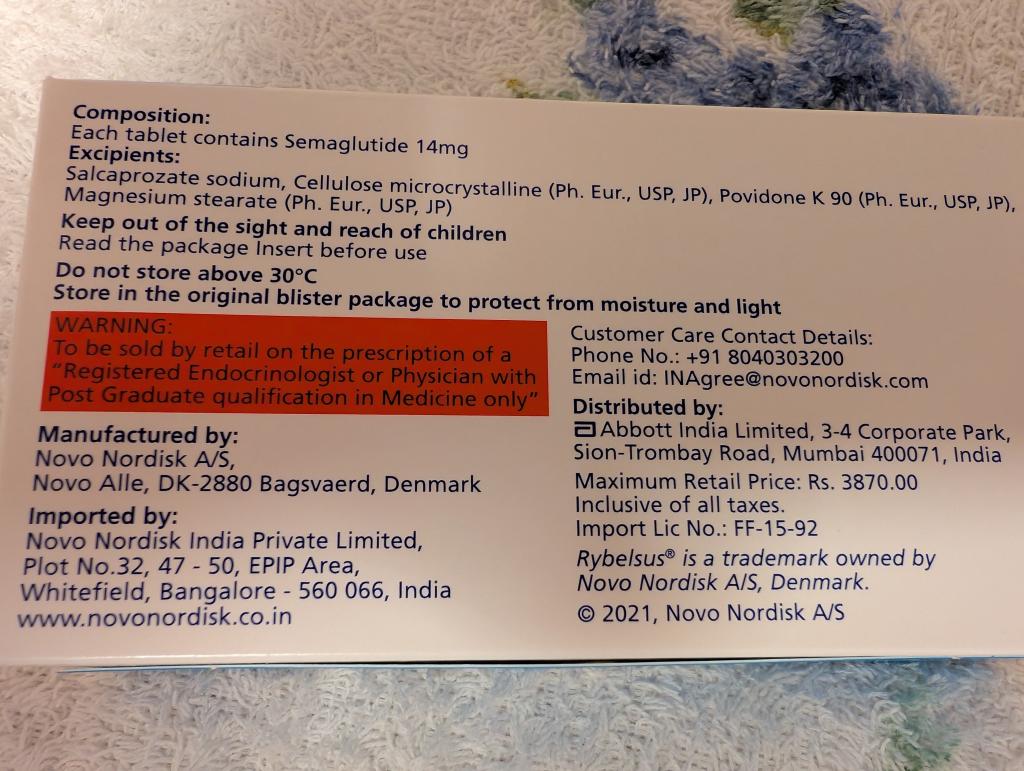 Composition:
Each tablet contains Semaglutide 14mg
Excipients:
Salcaprozate sodium, Cellulose microcrystalline (Ph. Eur., USP, JP), Povidone K 90 (Ph. Eur., USP, JP),
Magnesium stearate (Ph. Eur., USP, JP)
Keep out of the sight and reach of children
Read the package Insert before use
Do not store above 30°C
Store in the original blister package to protect from moisture and light
WARNING:
To be sold by retail on the prescription of a
"Registered Endocrinologist or Physician with
Post Graduate qualification in Medicine only"
Manufactured by:
Novo Nordisk A/S,
Novo Alle, DK-2880 Bagsvaerd, Denmark
Imported by:
Novo Nordisk India Private Limited,
Plot No.32, 47 - 50, EPIP Area,
Whitefield, Bangalore - 560 066, India
www.novonordisk.co.in
Customer Care Contact Details:
Phone No.: +91 8040303200
Email id: INAgree@novonordisk.com
Distributed by:
Abbott India Limited, 3-4 Corporate Park,
Sion-Trombay Road, Mumbai 400071, India
Maximum Retail Price: Rs. 3870.00
Inclusive of all taxes.
Import Lic No.: FF-15-92
Rybelsus® is a trademark owned by
Novo Nordisk A/S, Denmark.
© 2021, Novo Nordisk A/S